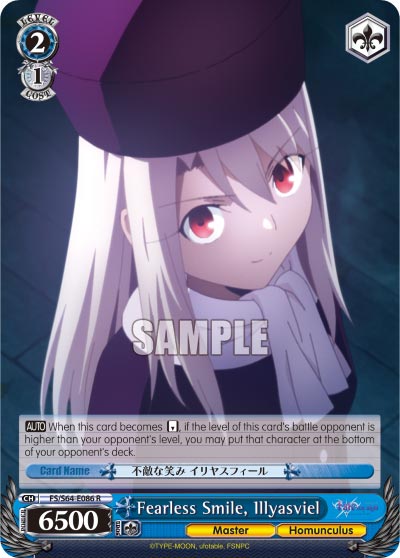 LEVEL
2
1
COST
SAMPLE
AUTO When this card becomes , if the level of this card's battle opponent is
higher than your opponent's level, you may put that character at the bottom
of your opponent's deck.
Card Name 不敵な笑み イリヤスフィール
CH FS/S64-E086 R
Fearless Smile, Illyasviel
POWER 6500 SOUL
Master Homunculus
©TYPE-MOON, ufotable, FSNPC